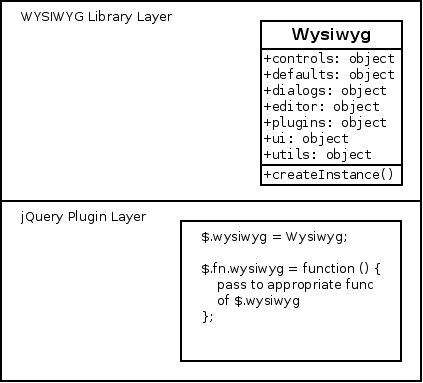 WYSIWYG Library Layer
Wysiwyg
+controls: object
+defaults: object
+dialogs: object
+editor: object
+plugins: object
+ui: object
+utils: object
+createInstance()
jQuery Plugin Layer
$.wysiwyg = Wysiwyg;
$.fn.wysiwyg = function () {
pass to appropriate func
of $.wysiwyg
};